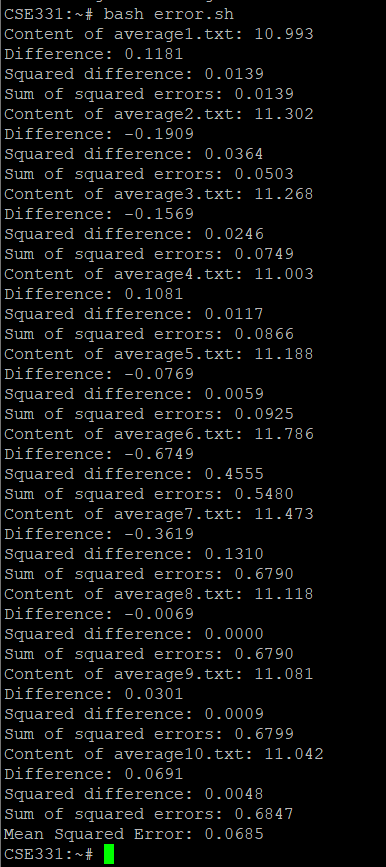 CSE331:~# bash error.sh
Content of average1.txt: 10.993
Difference: 0.1181
Squared difference: 0.0139
Sum of squared errors: 0.0139
Content of average2.txt: 11.302
Difference: -0.1909
Squared difference: 0.0364
Sum of squared errors: 0.0503
Content of average3.txt: 11.268
Difference: -0.1569
Squared difference: 0.0246
Sum of squared errors: 0.0749
Content of average4.txt: 11.003
Difference: 0.1081
Squared difference: 0.0117
Sum of squared errors: 0.0866
Content of average5.txt: 11.188
Difference: -0.0769
Squared difference: 0.0059
Sum of squared errors: 0.0925
Content of average6.txt: 11.786
Difference: -0.6749
Squared difference: 0.4555
Sum of squared errors: 0.5480
Content of average7.txt: 11.473
Difference: -0.3619
Squared difference: 0.1310
Sum of squared errors: 0.6790
Content of average8.txt: 11.118
Difference: -0.0069
Squared difference: 0.0000
Sum of squared errors: 0.6790
Content of average9.txt: 11.081
Difference: 0.0301
Squared difference: 0.0009
Sum of squared errors: 0.6799
Content of average10.txt: 11.042
Difference: 0.0691
Squared difference: 0.0048
Sum of squared errors: 0.6847
Mean Squared Error: 0.0685
CSE331:~#